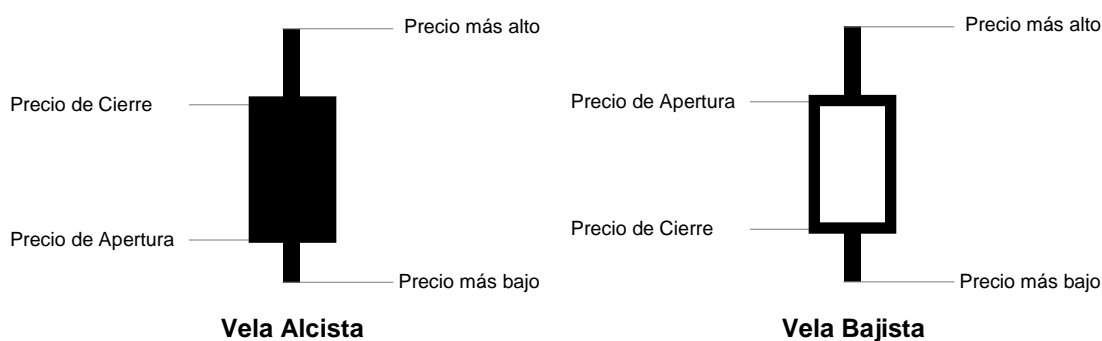 Precio más alto
Precio de Cierre
Precio de Apertura
Precio más bajo
Vela Alcista
Precio más alto
Precio de Apertura
Precio de Cierre
Precio más bajo
Vela Bajista